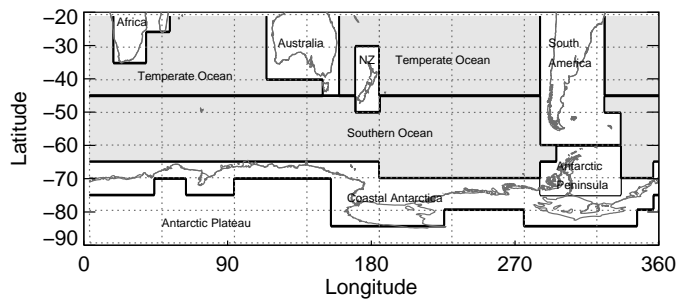 −20
Africa
Australia
South
−30
NZ
America
−40
Temperate Ocean
Temperate Ocean
−50
Southern Ocean
−60
Antarctic
−70
Peninsula
Coastal Antarctica
−80
Antarctic Plateau
−90
Latitude
0
90
180
270
360
Longitude